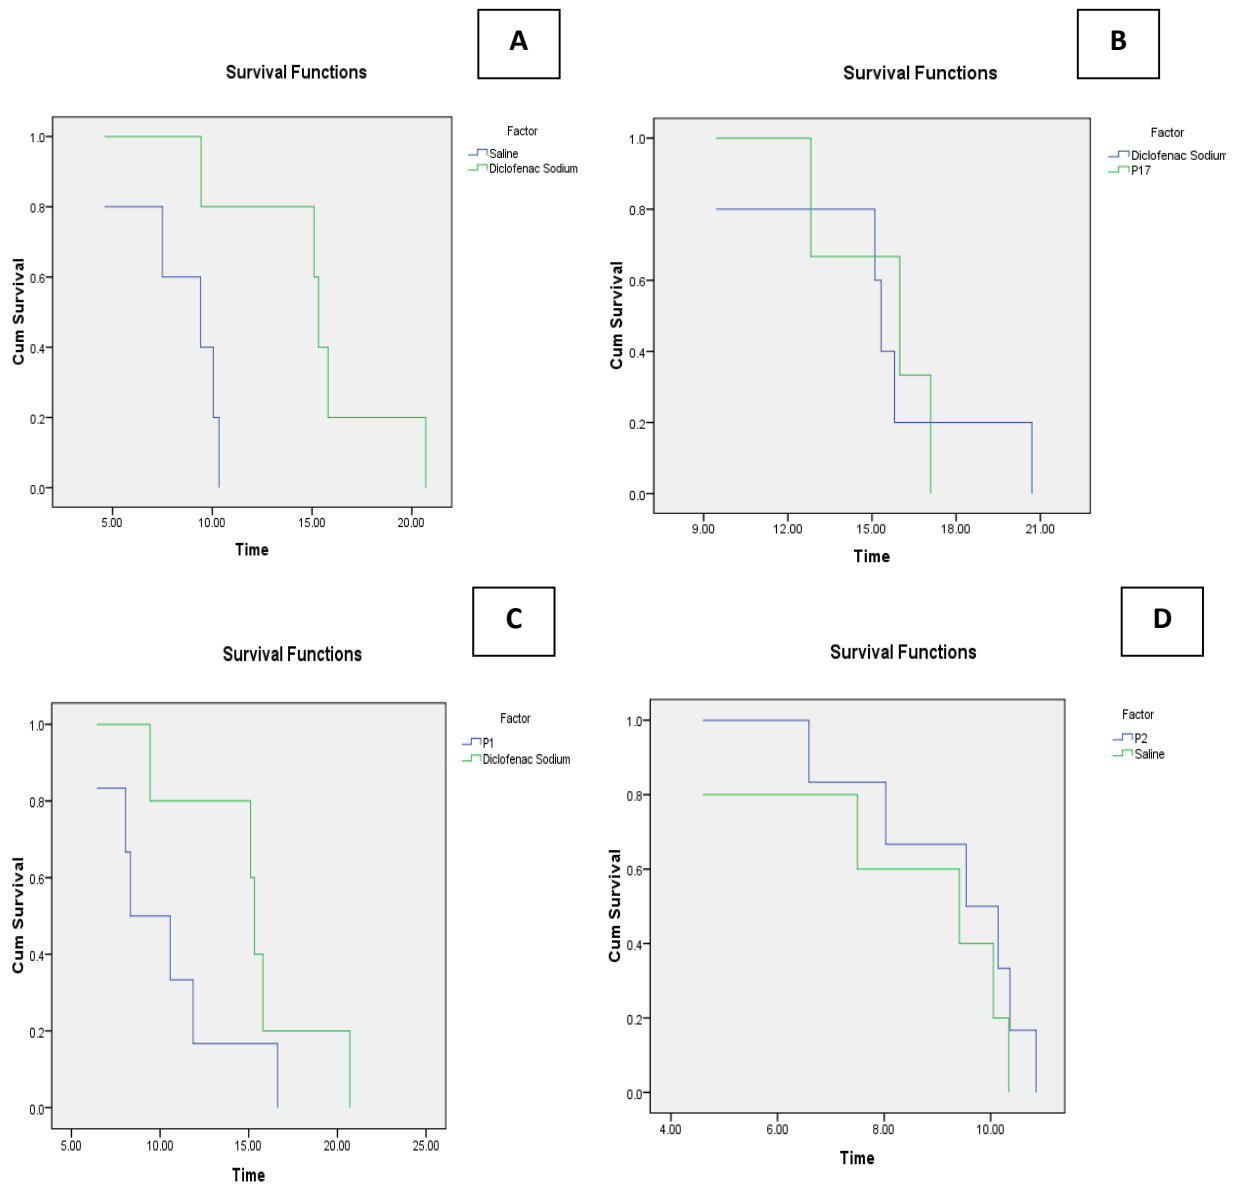 A
Survival Functions
Factor
Saline
Diclofenac Sodium
1.0
0.8
0.6
0.4
0.2
0.0
Cum Survival
5.00 10.00 15.00 20.00
Time
B
Survival Functions
Factor
Diclofenac Sodium
P17
1.0
0.8
0.6
0.4
0.2
0.0
Cum Survival
9.00 12.00 15.00 18.00 21.00
Time
C
Survival Functions
Factor
P1
Diclofenac Sodium
1.0
0.8
0.6
0.4
0.2
0.0
Cum Survival
5.00 10.00 15.00 20.00 25.00
Time
D
Survival Functions
Factor
P2
Saline
1.0
0.8
0.6
0.4
0.2
0.0
Cum Survival
4.00 6.00 8.00 10.00
Time